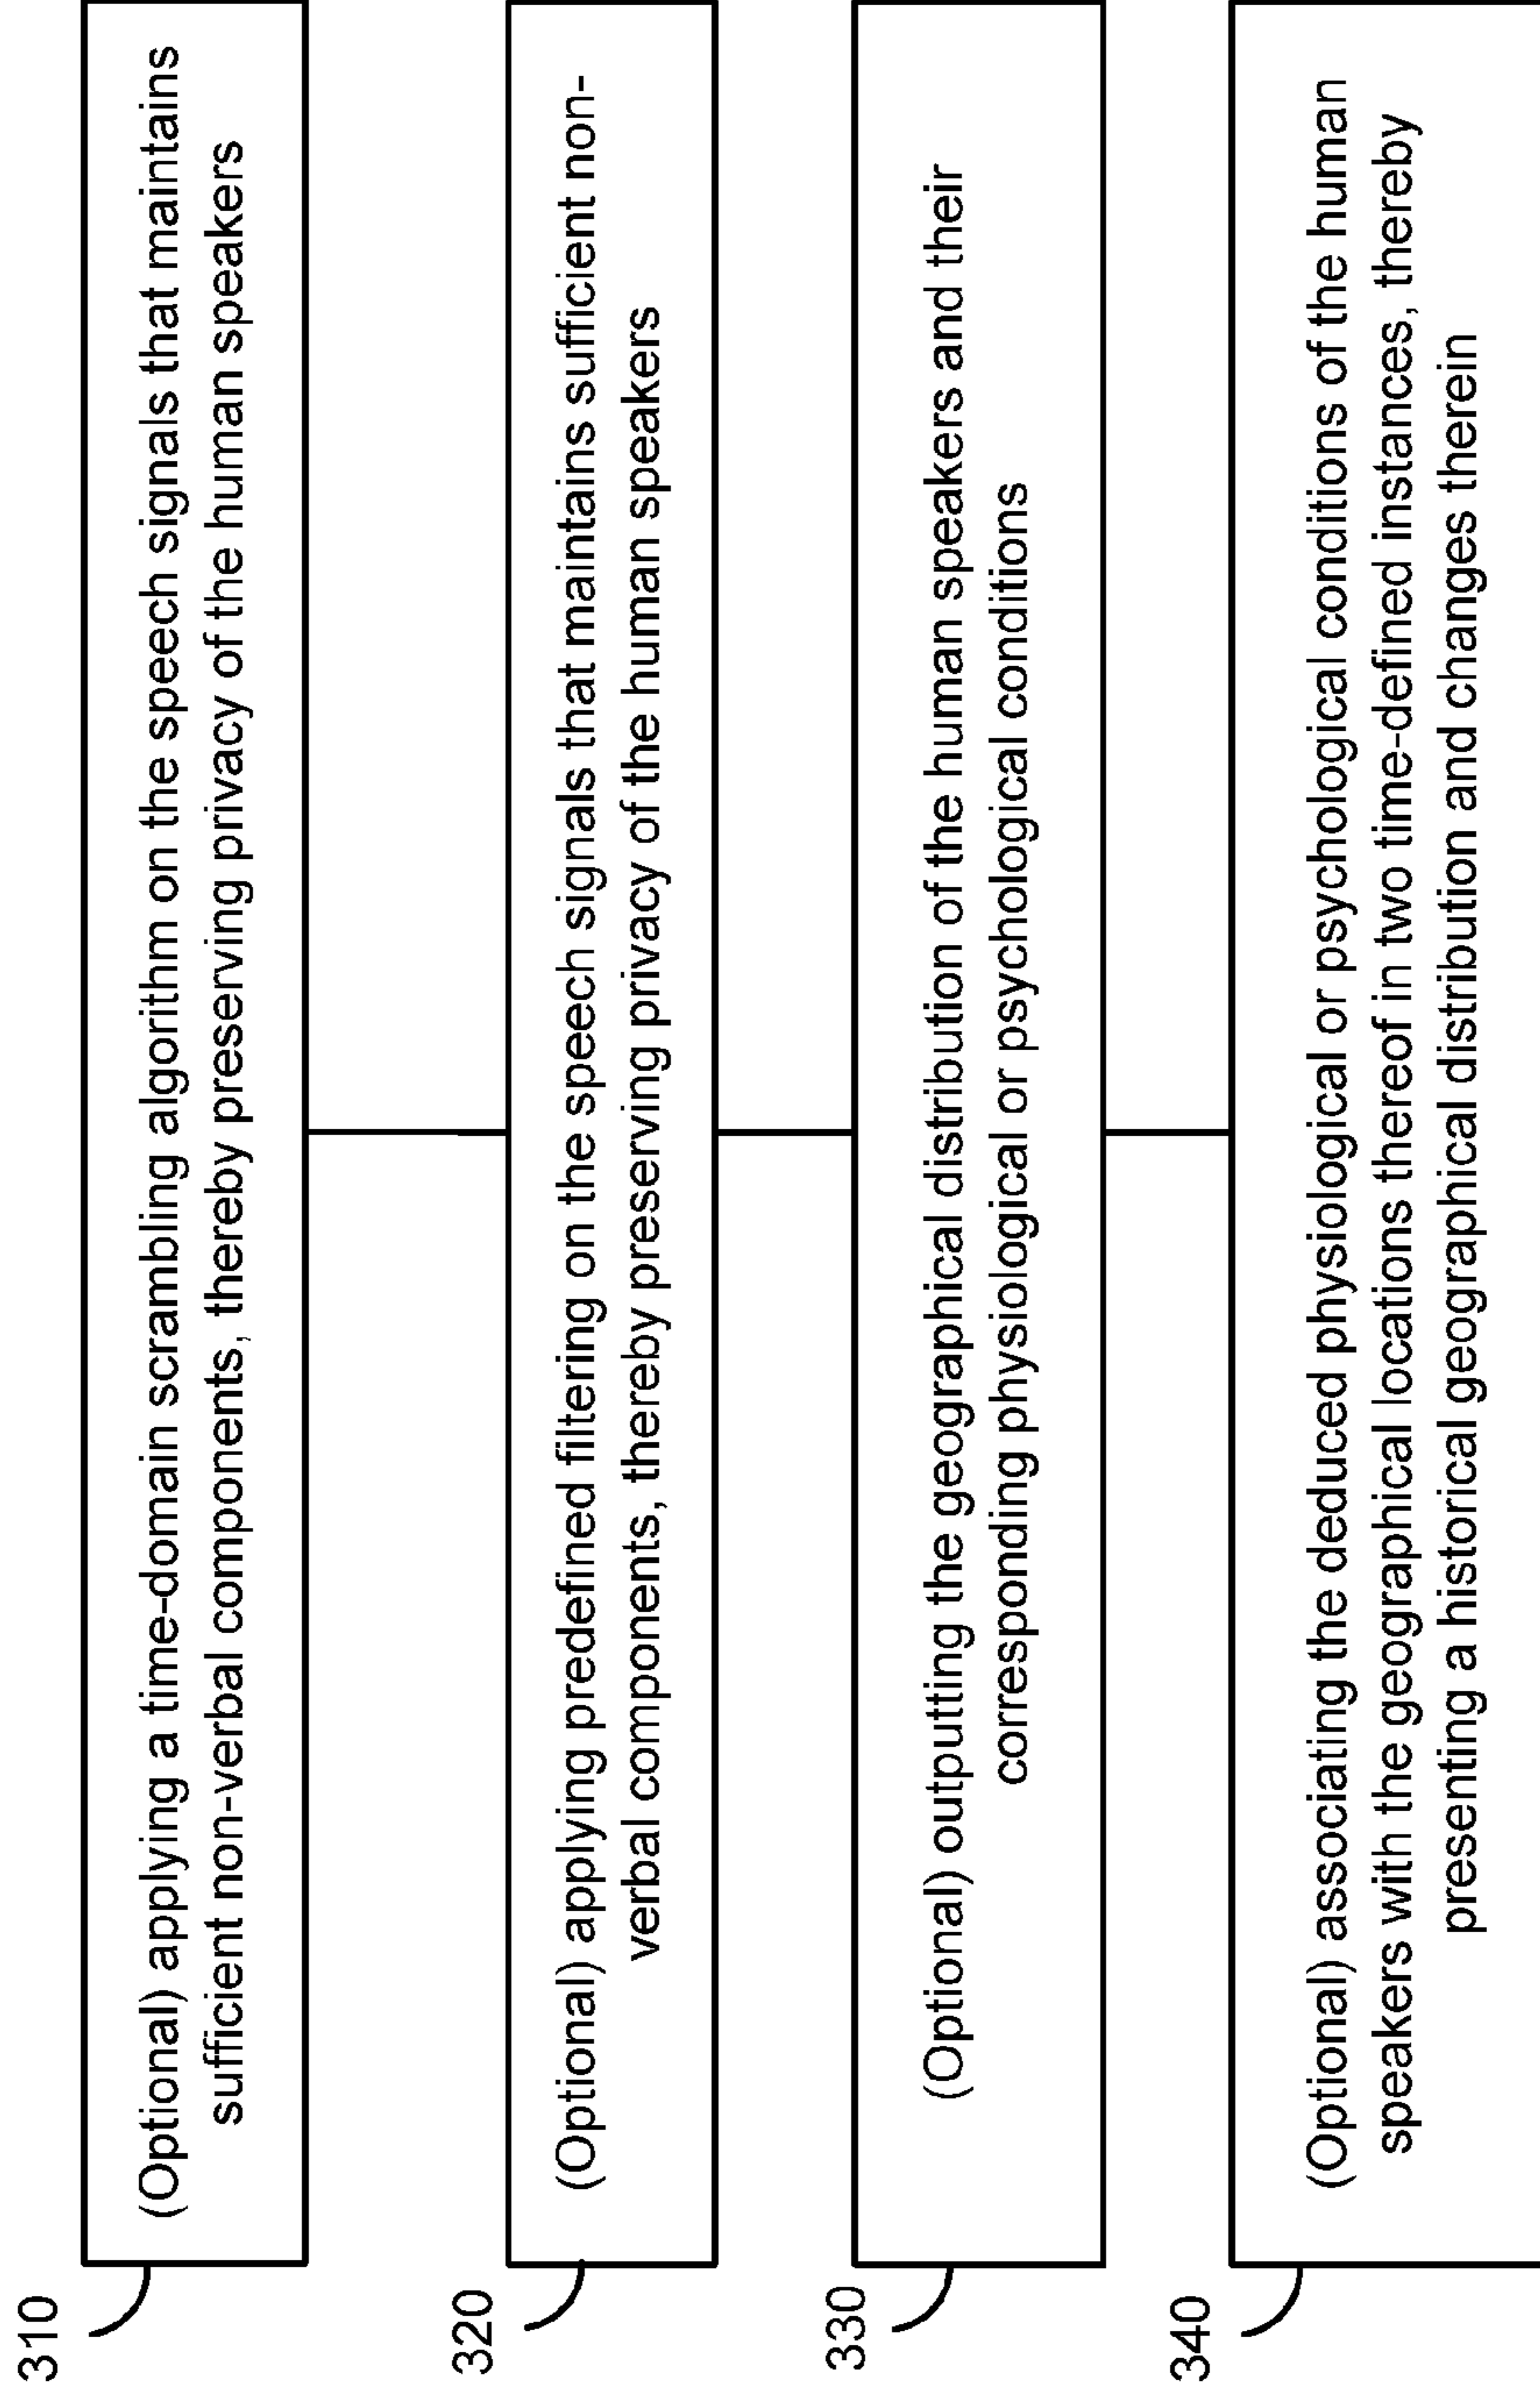 310
(Optional) applying a time-domain scrambling algorithm on the speech signals that maintains
sufficient non-verbal components, thereby preserving privacy of the human speakers
320
(Optional) applying predefined filtering on the speech signals that maintains sufficient non-
verbal components, thereby preserving privacy of the human speakers
330
(Optional) outputting the geographical distribution of the human speakers and their
corresponding physiological or psychological conditions
340
(Optional) associating the deduced physiological or psychological conditions of the human
speakers with the geographical locations thereof in two time-defined instances, thereby
presenting a historical geographical distribution and changes therein